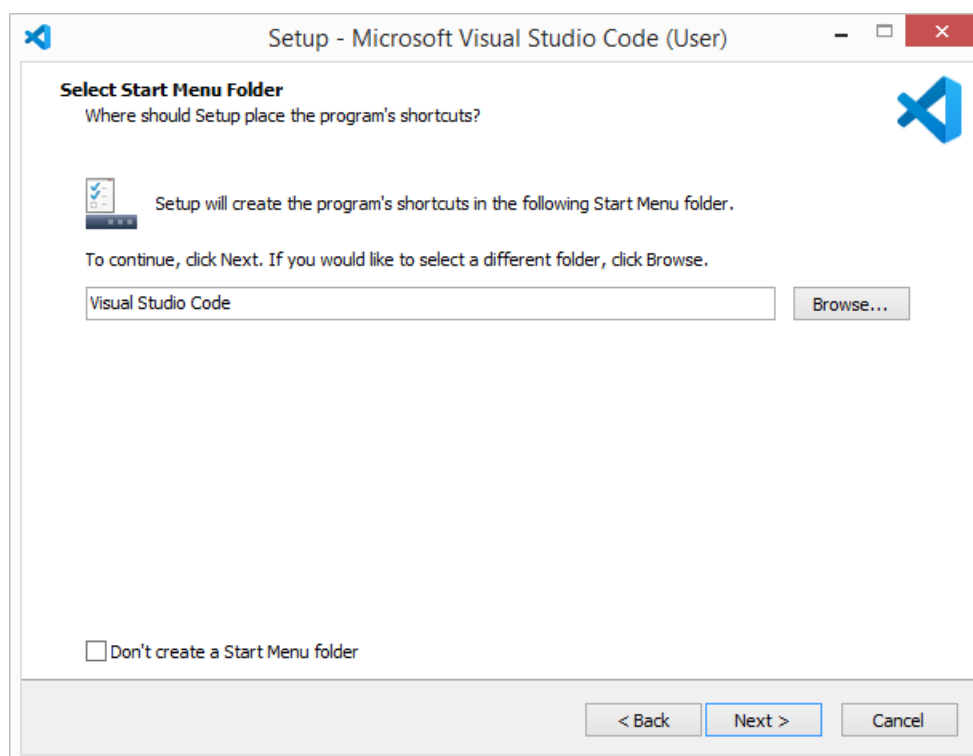 Setup - Microsoft Visual Studio Code (User)
Select Start Menu Folder
Where should Setup place the program's shortcuts?
Setup will create the program's shortcuts in the following Start Menu folder.
To continue, click Next. If you would like to select a different folder, click Browse.
Visual Studio Code
Browse...
Don't create a Start Menu folder
< Back
Next >
Cancel